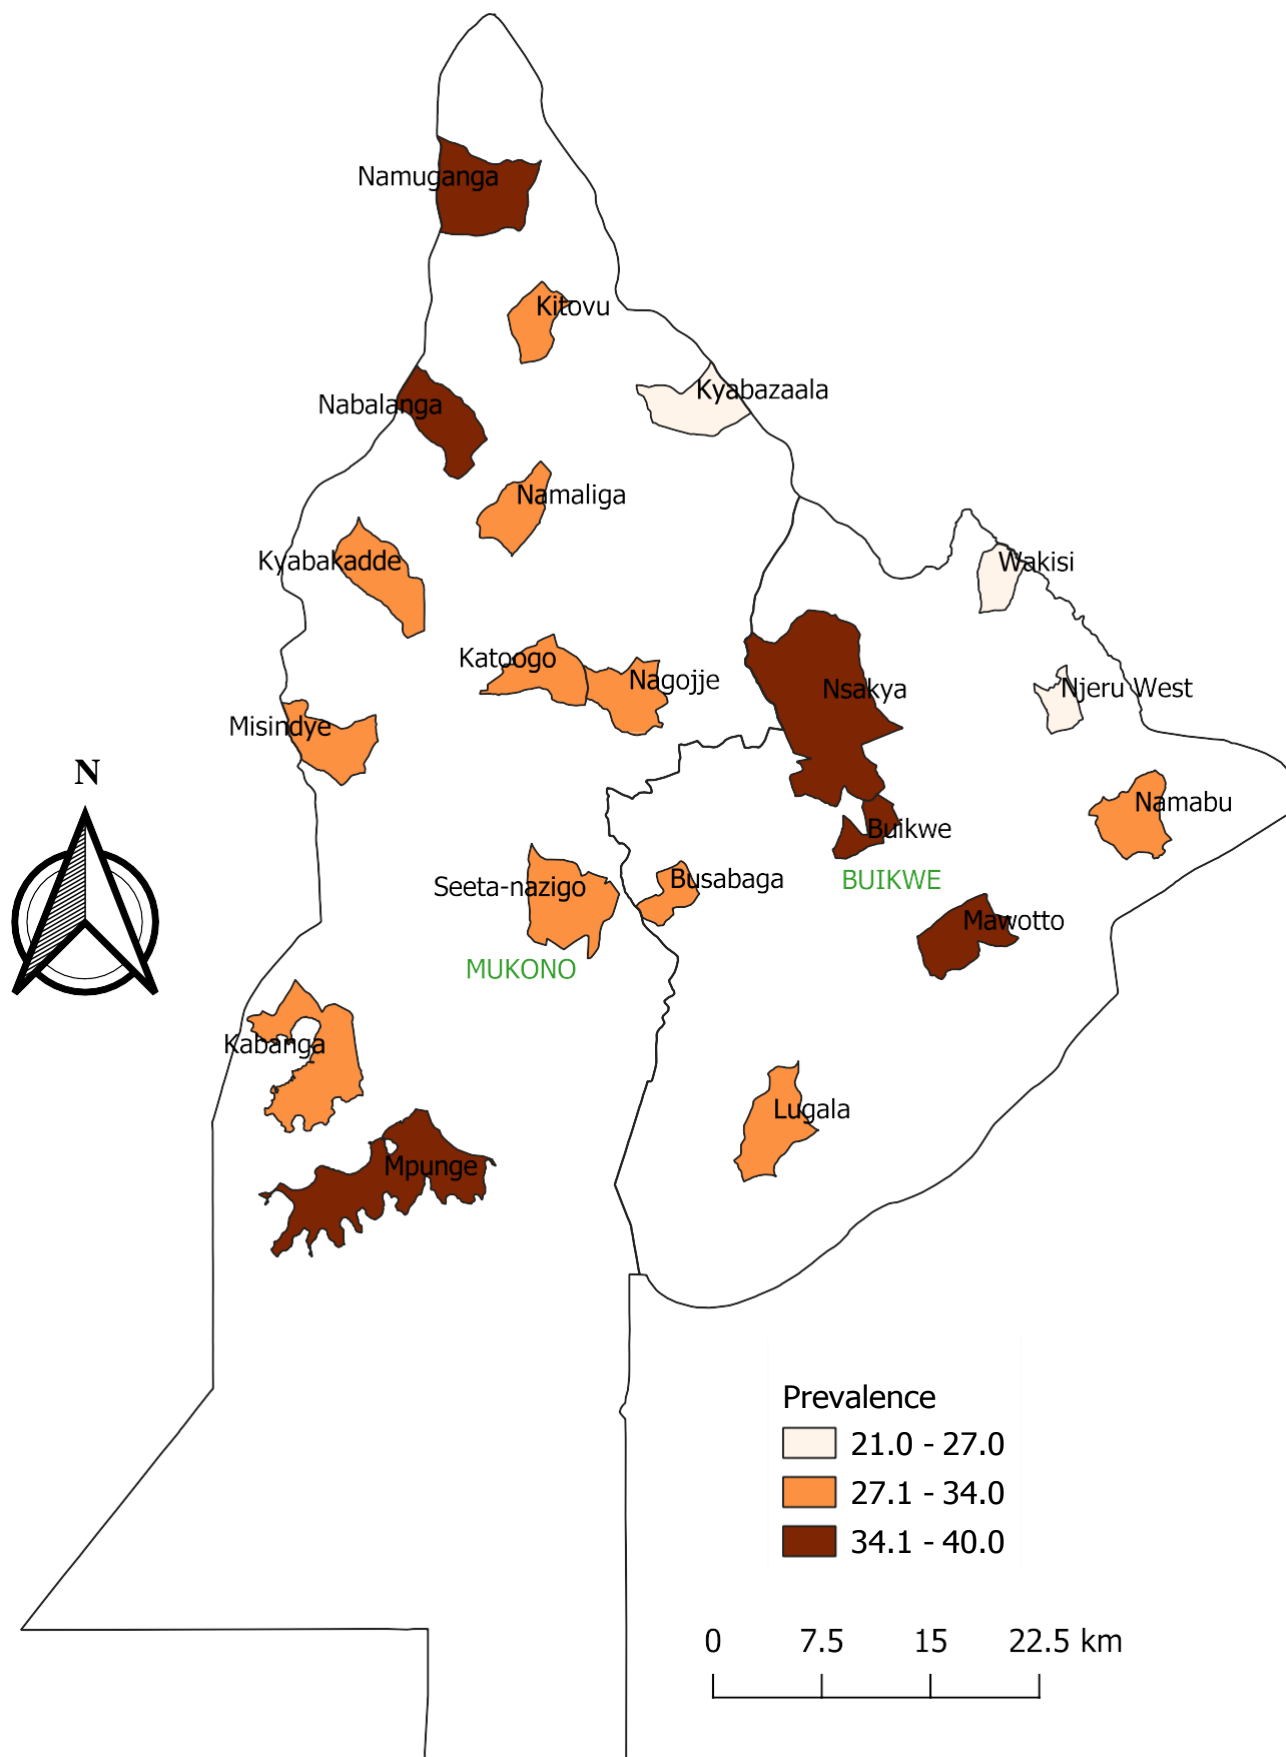 Namuganga
Kitovu
Kyabazaala
Nabalanga
Namaliga
Kyabakadde
Wakisi
Katoogo
Nagojje
Nsakya
Njeru West
Misindye
N
Namabu
Buikwe
Seeta-nazigo
Busabaga
BUIKWE
Mawotto
MUKONO
Kabanga
Lugala
Mpunge
Prevalence
21.0 - 27.0
27.1 - 34.0
34.1 - 40.0
0 7.5 15 22.5 km